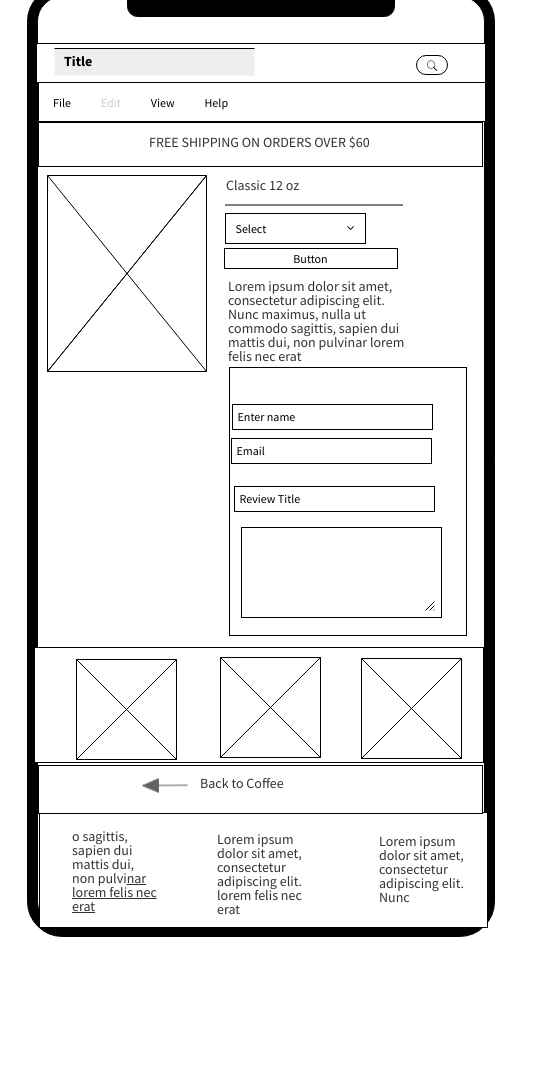 Title
File Edit View Help
FREE SHIPPING ON ORDERS OVER $60
Classic 12 oz
Select
Button
Lorem ipsum dolor sit amet,
consectetur adipiscing elit.
Nunc maximus, nulla ut
commodo sagittis, sapien dui
mattis dui, non pulvinar lorem
felis nec erat
Enter name
Email
Review Title
Back to Coffee
o sagittis,
sapien dui
mattis dui,
non pulvinar
lorem felis nec
erat
Lorem ipsum
dolor sit amet,
consectetur
adipiscing elit.
lorem felis nec
erat
Lorem ipsum
dolor sit amet,
consectetur
adipiscing elit.
Nunc